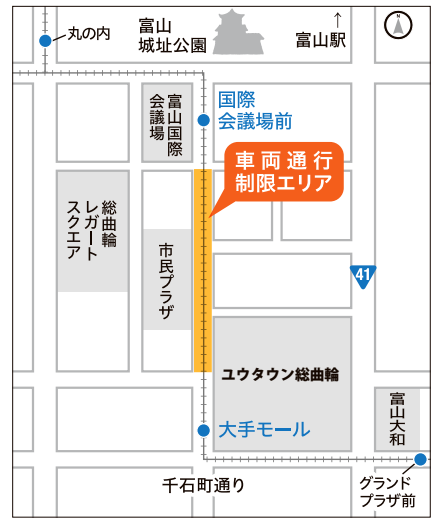 丸の内
富山
城址公園
↑
富山駅
N
富山国際
会議場
国際
会議場前
車両通行
制限エリア
総曲輪
レガート
スクエア
市民プラザ
41
ユウタウン総曲輪
富山大和
大手モール
千石町通り
グランド
プラザ前